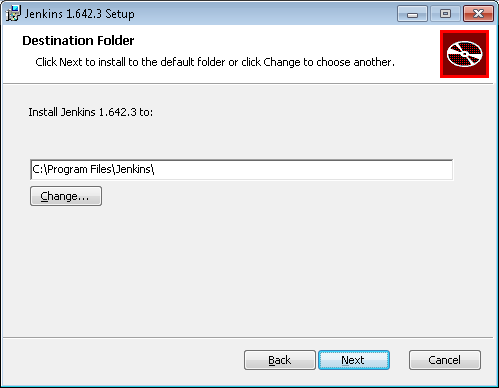 Jenkins 1.642.3 Setup
Destination Folder
Click Next to install to the default folder or click Change to choose another.
Install Jenkins 1.642.3 to:
C:\Program Files\Jenkins\
Change...
Back
Next
Cancel